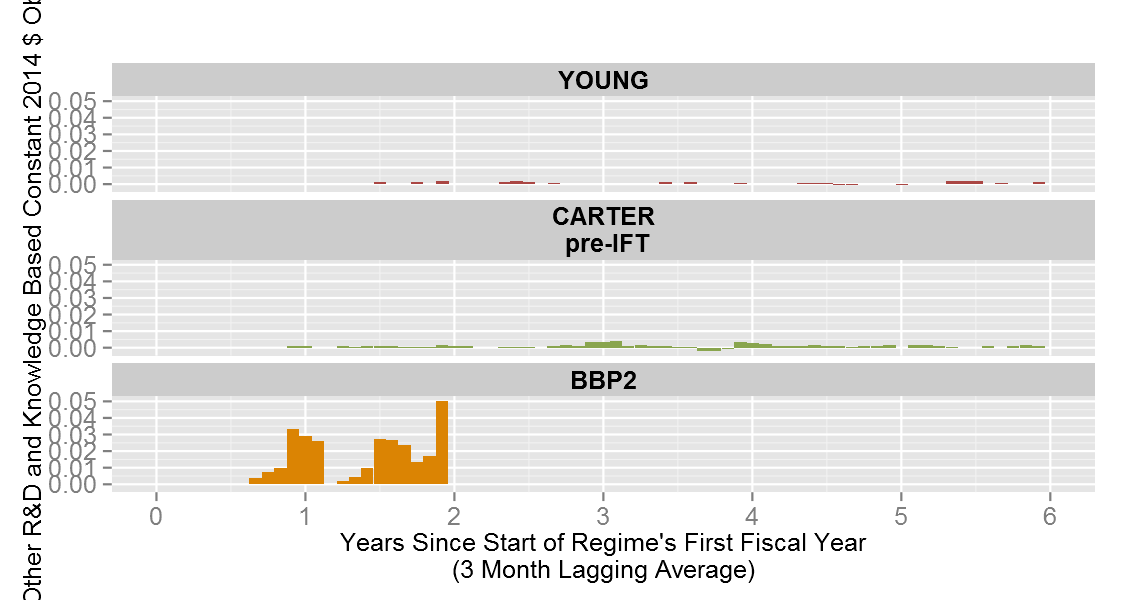 Other R&D and Knowledge Based Constant 2014 $
YOUNG
0.05
0.04
0.03
0.02
0.01
0.00
CARTER
pre-IFT
0.05
0.04
0.03
0.02
0.01
0.00
BBP2
0.05
0.04
0.03
0.02
0.01
0.00
0 1 2 3 4 5 6
Years Since Start of Regime's First Fiscal Year
(3 Month Lagging Average)